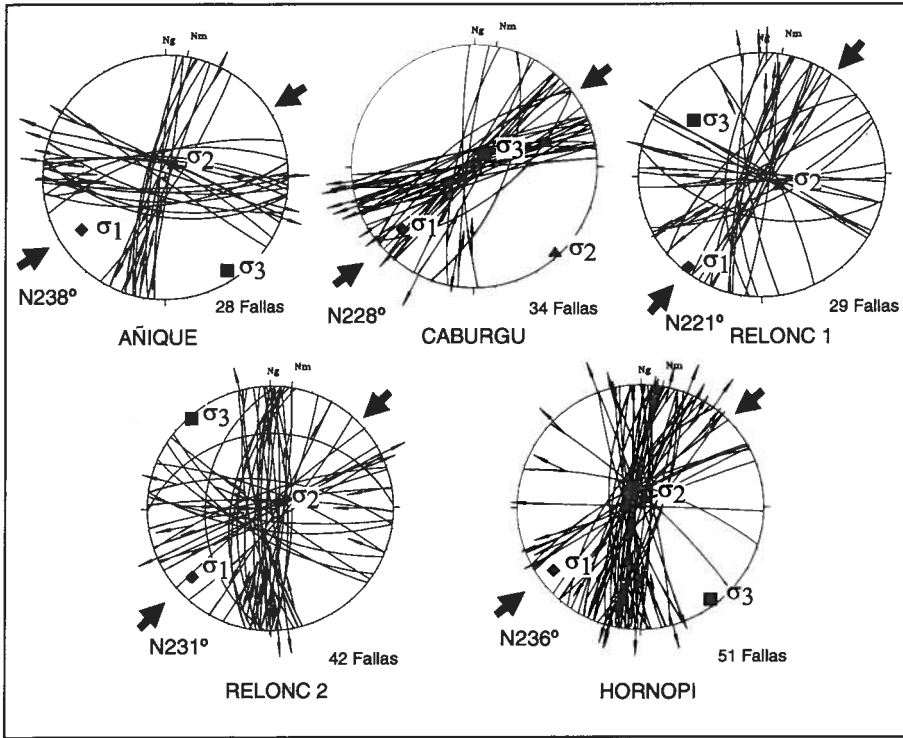 Ng Nm
σ2
σ1
σ3
N238º
28 Fallas
AÑIQUE
Ng Nm
σ3
σ1
σ2
N228º
34 Fallas
CABURGU
Ng Nm
σ3
σ2
σ1
N221º
29 Fallas
RELONC 1
Ng Nm
σ3
σ2
σ1
N231º
42 Fallas
RELONC 2
Ng Nm
σ2
σ1
σ3
N236º
51 Fallas
HORNOPI